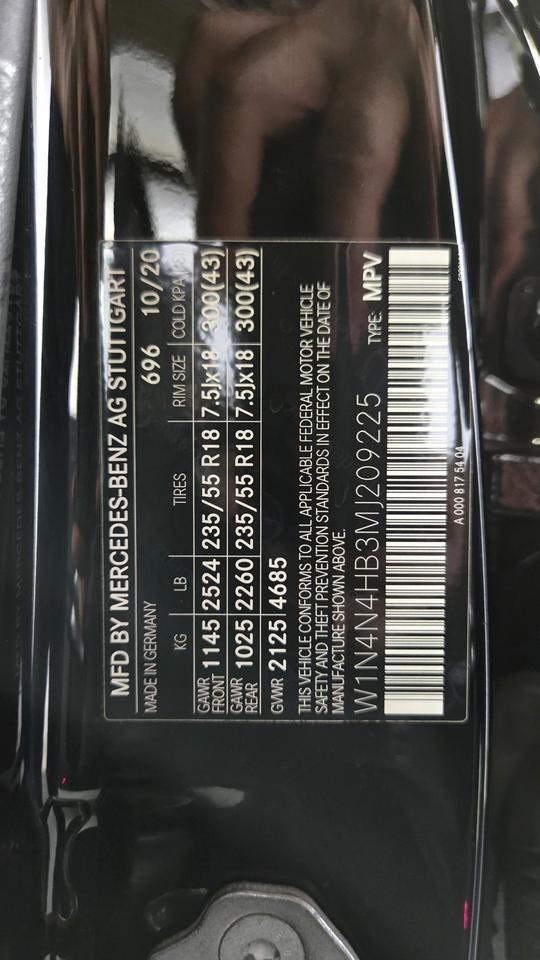 MFD BY MERCEDES-BENZ AG STUTTGART
MADE IN GERMANY 696 10/20
KG LB TIRES RIM SIZE COLD KPA
GAWR FRONT 1145 2524 235/55 R18 7.5Jx18 300(43)
GAWR REAR 1025 2260 235/55 R18 7.5Jx18 300(43)
GVWR 2125 4685
THIS VEHICLE CONFORMS TO ALL APPLICABLE FEDERAL MOTOR VEHICLE
SAFETY AND THEFT PREVENTION STANDARDS IN EFFECT ON THE DATE OF
MANUFACTURE SHOWN ABOVE.
W1N4N4HB3MJ209225 TYPE: MPV
A 000 817 54 04